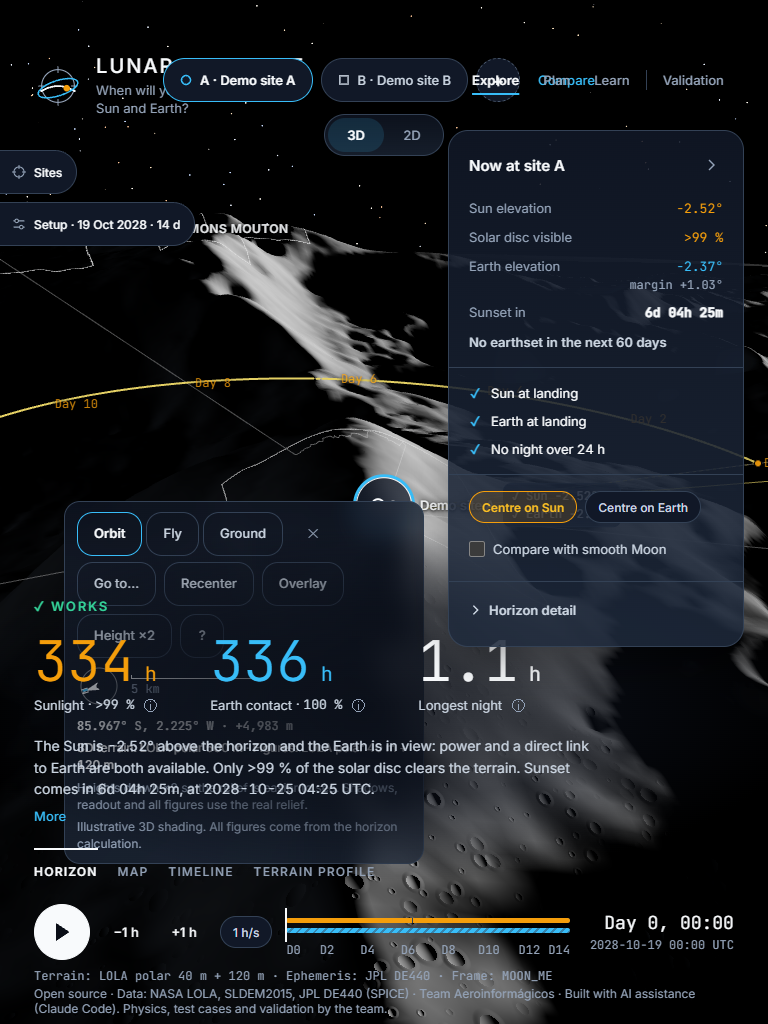 LUNAR
When will y
Sun and Earth?
A · Demo site A
B · Demo site B
Explore
Plan
Compare
Learn
Validation
3D
2D
Sites
Setup · 19 Oct 2028 · 14 d
MONS MOUTON
Now at site A
Sun elevation
-2.52°
Solar disc visible
>99 %
Earth elevation
-2.37°
margin +1.03°
Sunset in
6d 04h 25m
No earthset in the next 60 days
✓ Sun at landing
✓ Earth at landing
✓ No night over 24 h
Centre on Sun
Centre on Earth
Compare with smooth Moon
Horizon detail
Day 10
Day 8
Day 6
Day 2
Demo
Orbit
Fly
Ground
Go to...
Recenter
Overlay
Height ×2
?
5 km
85.967° S, 2.225° W · +4,983 m
readout and all figures use the real relief.
Illustrative 3D shading. All figures come from the horizon
calculation.
✓ WORKS
334 h
336 h
1.1 h
Sunlight · >99 %
Earth contact · 100 %
Longest night
The Sun is −2.52° above the horizon and the Earth is in view: power and a direct link
to Earth are both available. Only >99 % of the solar disc clears the terrain. Sunset
comes in 6d 04h 25m, at 2028-10-25 04:25 UTC.
More
HORIZON
MAP
TIMELINE
TERRAIN PROFILE
−1 h
+1 h
1 h/s
D0 D2 D4 D6 D8 D10 D12 D14
Day 0, 00:00
2028-10-19 00:00 UTC
Terrain: LOLA polar 40 m + 120 m · Ephemeris: JPL DE440 · Frame: MOON_ME
Open source · Data: NASA LOLA, SLDEM2015, JPL DE440 (SPICE) · Team Aeroinformágicos · Built with AI assistance
(Claude Code). Physics, test cases and validation by the team.